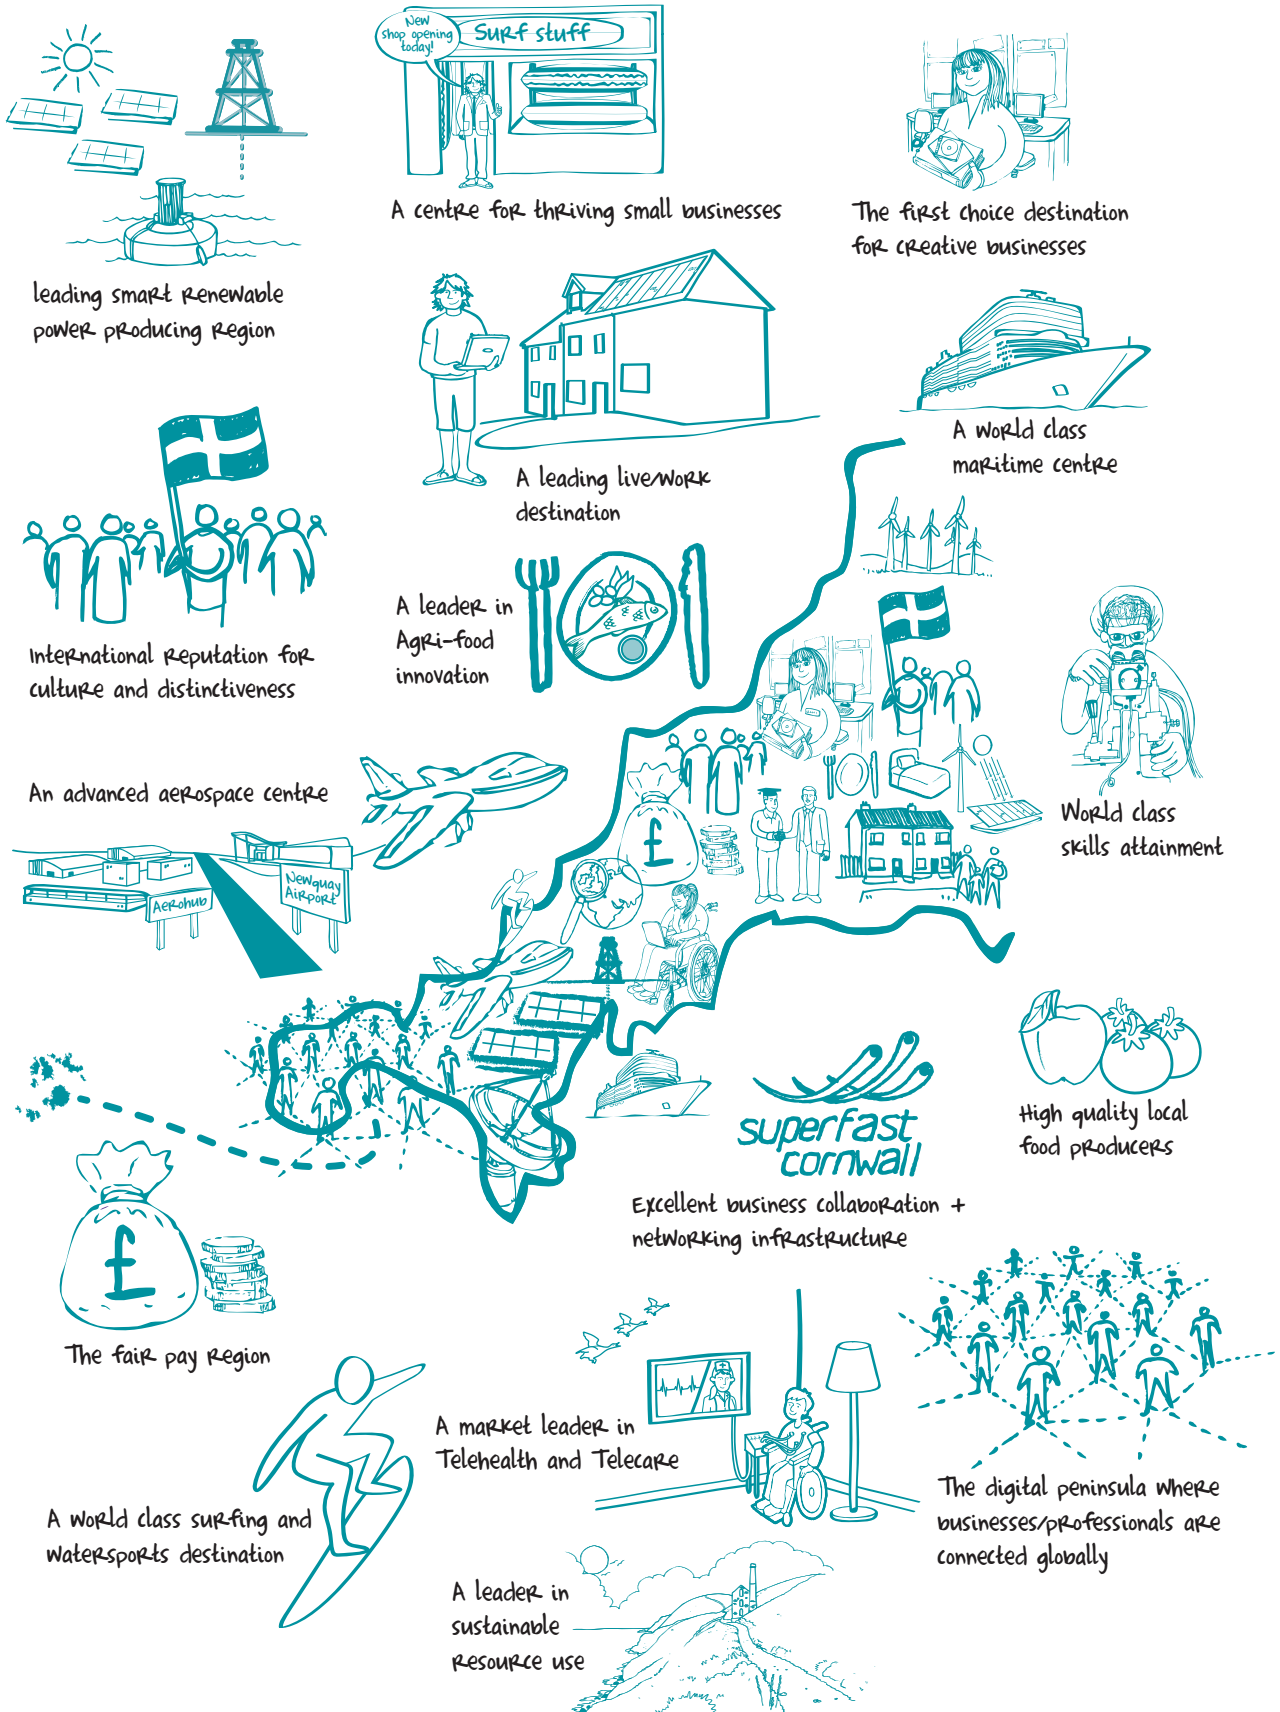 New
shop opening
today!
Surf stuff
A centre for thriving small businesses
The first choice destination
for creative businesses
leading smart renewable
power producing region
A world class
maritime centre
A leading live/work
destination
International reputation for
culture and distinctiveness
A leader in
Agri-food
innovation
An advanced aerospace centre
Newquay
Airport
Aerohub
£
World class
skills attainment
superfast
cornwall
High quality local
food producers
Excellent business collaboration +
networking infrastructure
£
The fair pay region
A market leader in
Telehealth and Telecare
The digital peninsula where
businesses/professionals are
connected globally
A world class surfing and
watersports destination
A leader in
sustainable
resource use